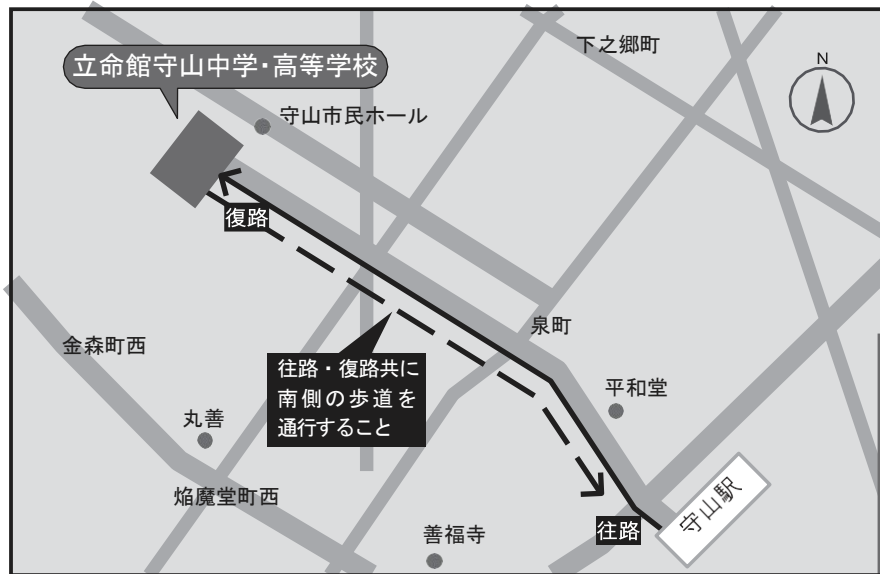 下之郷町
立命館守山中学・高等学校
N
守山市民ホール
復路
泉町
金森町西
往路・復路共に
南側の歩道を
通行すること
平和堂
丸善
焔魔堂町西
守山駅
往路
善福寺